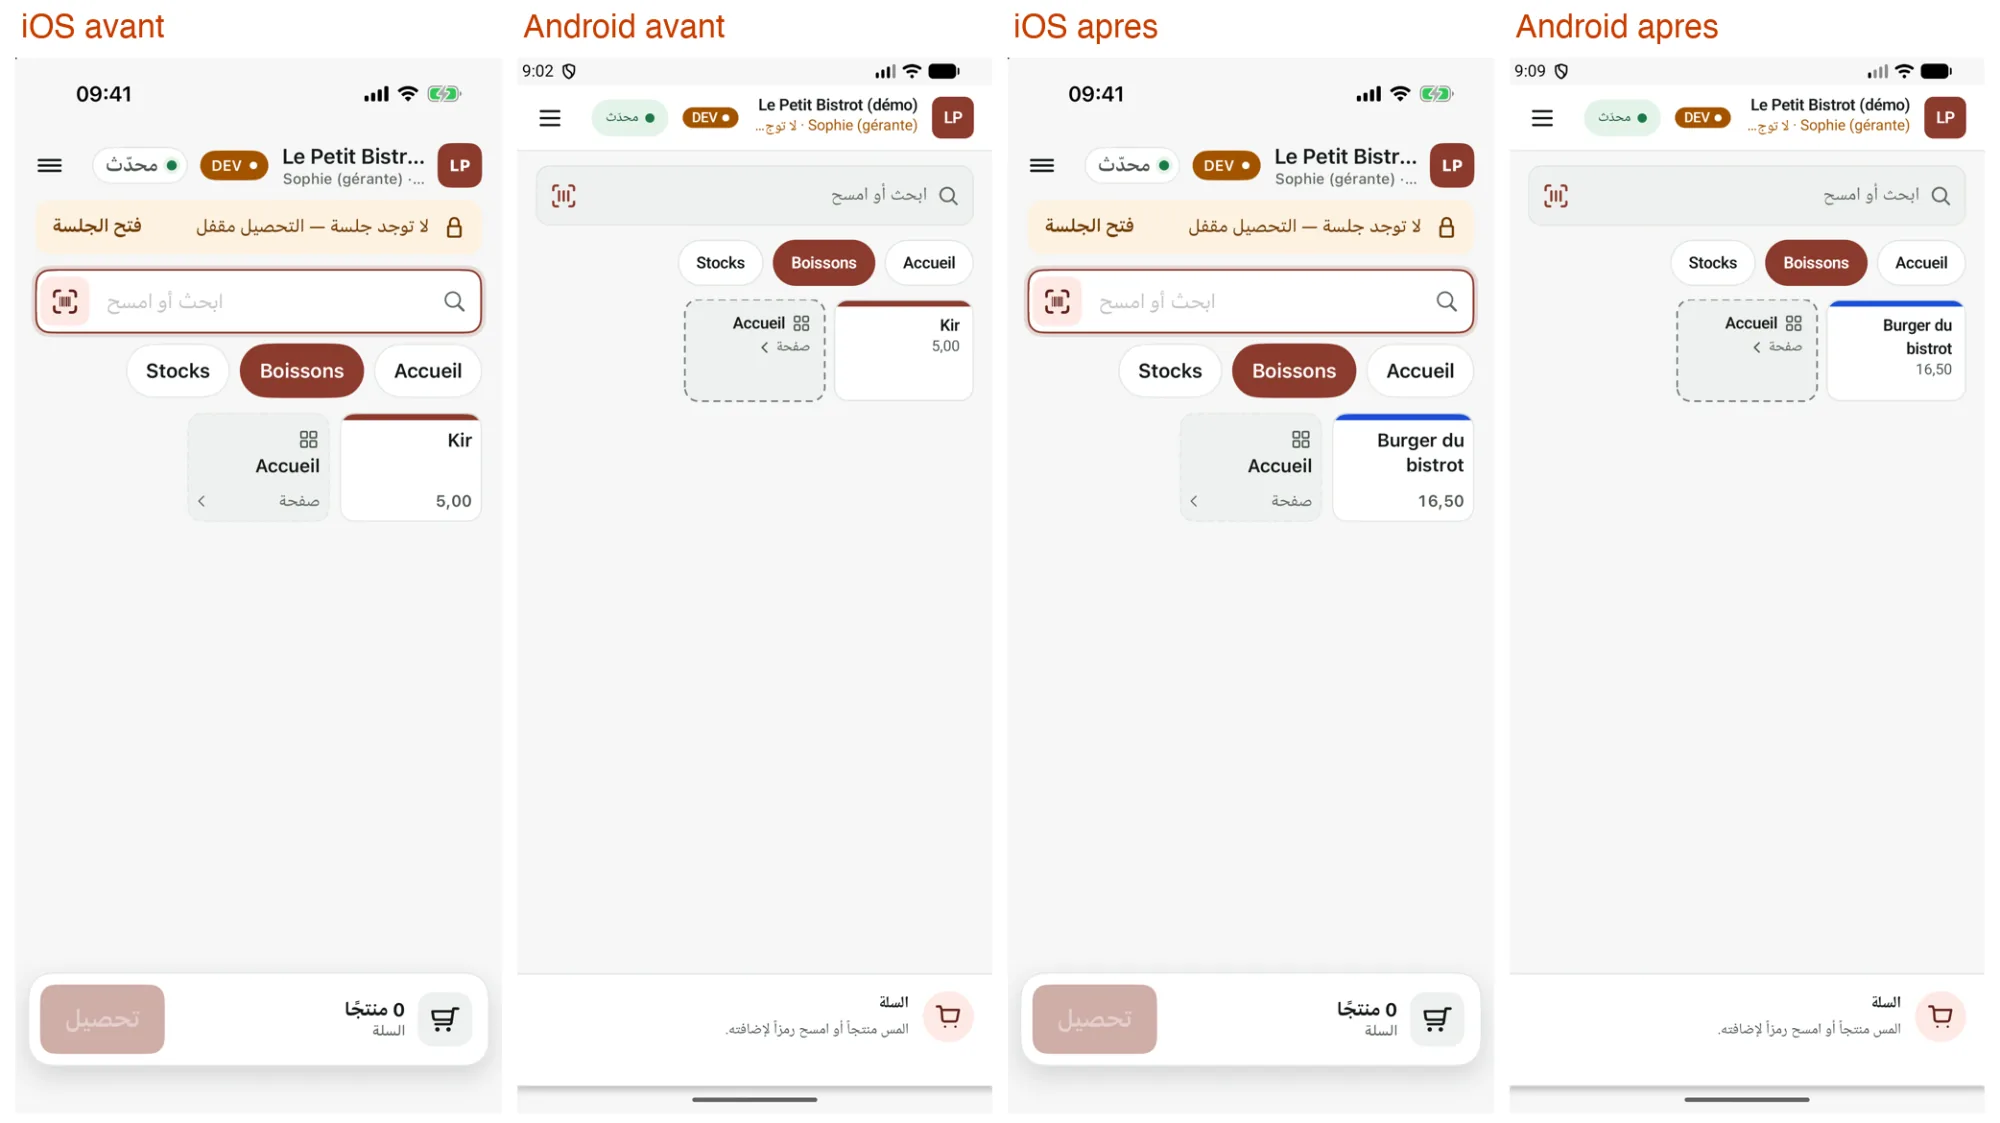 iOS avant
09:41
LP
Le Petit Bistr...
Sophie (gérante) ·...
DEV
محدّث
لا توجد جلسة — التحصيل مقفل
فتح الجلسة
ابحث أو امسح
Accueil
Boissons
Stocks
Kir
5,00
Accueil
صفحة
0 منتجًا
السلة
تحصيل
Android avant
9:02
LP
Le Petit Bistrot (démo)
Sophie (gérante) · لا توج...
DEV
محدث
ابحث أو امسح
Accueil
Boissons
Stocks
Kir
5,00
Accueil
صفحة
السلة
المس منتجاً أو امسح رمزاً لإضافته.
iOS apres
09:41
LP
Le Petit Bistr...
Sophie (gérante) ·...
DEV
محدّث
لا توجد جلسة — التحصيل مقفل
فتح الجلسة
ابحث أو امسح
Accueil
Boissons
Stocks
Burger du
bistrot
16,50
Accueil
صفحة
0 منتجًا
السلة
تحصيل
Android apres
9:09
LP
Le Petit Bistrot (démo)
Sophie (gérante) · لا توج...
DEV
محدث
ابحث أو امسح
Accueil
Boissons
Stocks
Burger du
bistrot
16,50
Accueil
صفحة
السلة
المس منتجاً أو امسح رمزاً لإضافته.